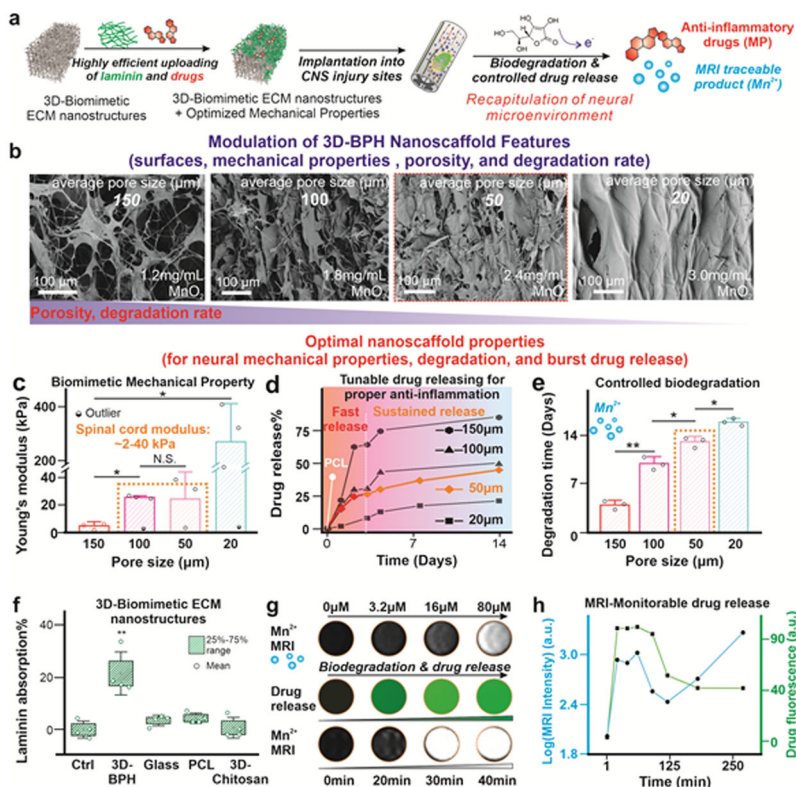 a
Highly efficient uploading
of laminin and drugs
3D-Biomimetic
ECM nanostructures
3D-Biomimetic ECM nanostructures
+ Optimized Mechanical Properties
Implantation into
CNS injury sites
e-
Biodegradation
& controlled drug release
Recapitulation of neural
microenvironment
Anti-inflammatory
drugs (MP)
MRI traceable
product (Mn2+)
b
Modulation of 3D-BPH Nanoscaffold Features
(surfaces, mechanical properties , porosity, and degradation rate)
average pore size (μm)
150
100 μm
1.2mg/mL
MnO2
average pore size (μm)
100
100 μm
1.8mg/mL
MnO2
average pore size (μm)
50
100 μm
2.4mg/mL
MnO2
average pore size (μm)
20
100 μm
3.0mg/mL
MnO2
Porosity, degradation rate
Optimal nanoscaffold properties
(for neural mechanical properties, degradation, and burst drug release)
c
Biomimetic Mechanical Property
*
Outlier
Spinal cord modulus:
~2-40 kPa
*
N.S.
Young's modulus (kPa)
400
200
40
20
0
150 100 50 20
Pore size (μm)
d
Tunable drug releasing for
proper anti-inflammation
Fast
release
Sustained release
PCL
150μm
100μm
50μm
20μm
Drug release%
75
50
25
0
0 7 14
Time (Days)
e
Controlled biodegradation
Mn2+
**
*
*
Degradation time (Days)
14
7
0
150 100 50 20
Pore size (μm)
f
3D-Biomimetic ECM
nanostructures
**
25%-75%
range
Mean
Laminin absorption%
40
20
0
Ctrl 3D-BPH Glass PCL 3D-Chitosan
g
0μM 3.2μM 16μM 80μM
Mn2+
MRI
Biodegradation & drug release
Drug
release
Mn2+
MRI
0min 20min 30min 40min
h
MRI-Monitorable drug release
Log(MRI Intensity) (a.u.)
3.0
2.4
1.8
Drug fluorescence (a.u.)
90
40
0
1 125 250
Time (min)